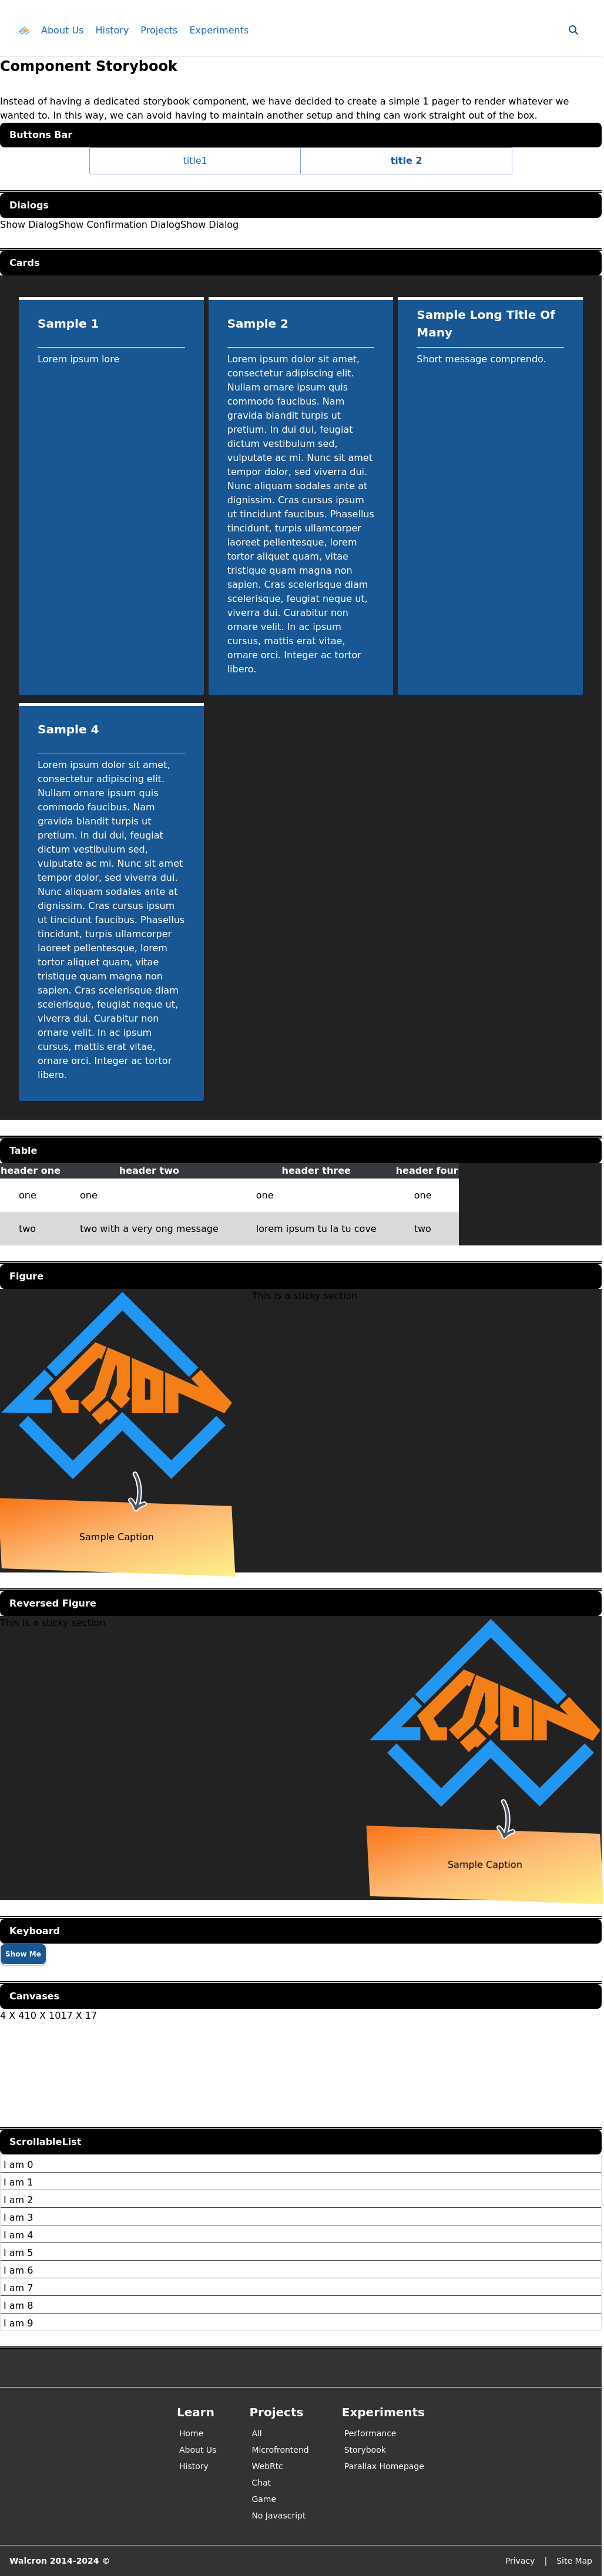 About Us History Projects Experiments
Component Storybook
Instead of having a dedicated storybook component, we have decided to create a simple 1 pager to render whatever we
wanted to. In this way, we can avoid having to maintain another setup and thing can work straight out of the box.
Buttons Bar
title1 title 2
Dialogs
Show DialogShow Confirmation DialogShow Dialog
Cards
Sample 1
Lorem ipsum lore
Sample 2
Lorem ipsum dolor sit amet,
consectetur adipiscing elit.
Nullam ornare ipsum quis
commodo faucibus. Nam
gravida blandit turpis ut
pretium. In dui dui, feugiat
dictum vestibulum sed,
vulputate ac mi. Nunc sit amet
tempor dolor, sed viverra dui.
Nunc aliquam sodales ante at
dignissim. Cras cursus ipsum
ut tincidunt faucibus. Phasellus
tincidunt, turpis ullamcorper
laoreet pellentesque, lorem
tortor aliquet quam, vitae
tristique quam magna non
sapien. Cras scelerisque diam
scelerisque, feugiat neque ut,
viverra dui. Curabitur non
ornare velit. In ac ipsum
cursus, mattis erat vitae,
ornare orci. Integer ac tortor
libero.
Sample Long Title Of
Many
Short message comprendo.
Sample 4
Lorem ipsum dolor sit amet,
consectetur adipiscing elit.
Nullam ornare ipsum quis
commodo faucibus. Nam
gravida blandit turpis ut
pretium. In dui dui, feugiat
dictum vestibulum sed,
vulputate ac mi. Nunc sit amet
tempor dolor, sed viverra dui.
Nunc aliquam sodales ante at
dignissim. Cras cursus ipsum
ut tincidunt faucibus. Phasellus
tincidunt, turpis ullamcorper
laoreet pellentesque, lorem
tortor aliquet quam, vitae
tristique quam magna non
sapien. Cras scelerisque diam
scelerisque, feugiat neque ut,
viverra dui. Curabitur non
ornare velit. In ac ipsum
cursus, mattis erat vitae,
ornare orci. Integer ac tortor
libero.
Table
header one header two header three header four
one one one one
two two with a very ong message lorem ipsum tu la tu cove two
Figure
This is a sticky section
Sample Caption
Reversed Figure
This is a sticky section
Sample Caption
Keyboard
Show Me
Canvases
4 X 410 X 1017 X 17
ScrollableList
I am 0
I am 1
I am 2
I am 3
I am 4
I am 5
I am 6
I am 7
I am 8
I am 9
Learn
Home
About Us
History
Projects
All
Microfrontend
WebRtc
Chat
Game
No Javascript
Experiments
Performance
Storybook
Parallax Homepage
Walcron 2014-2024 ©
Privacy | Site Map